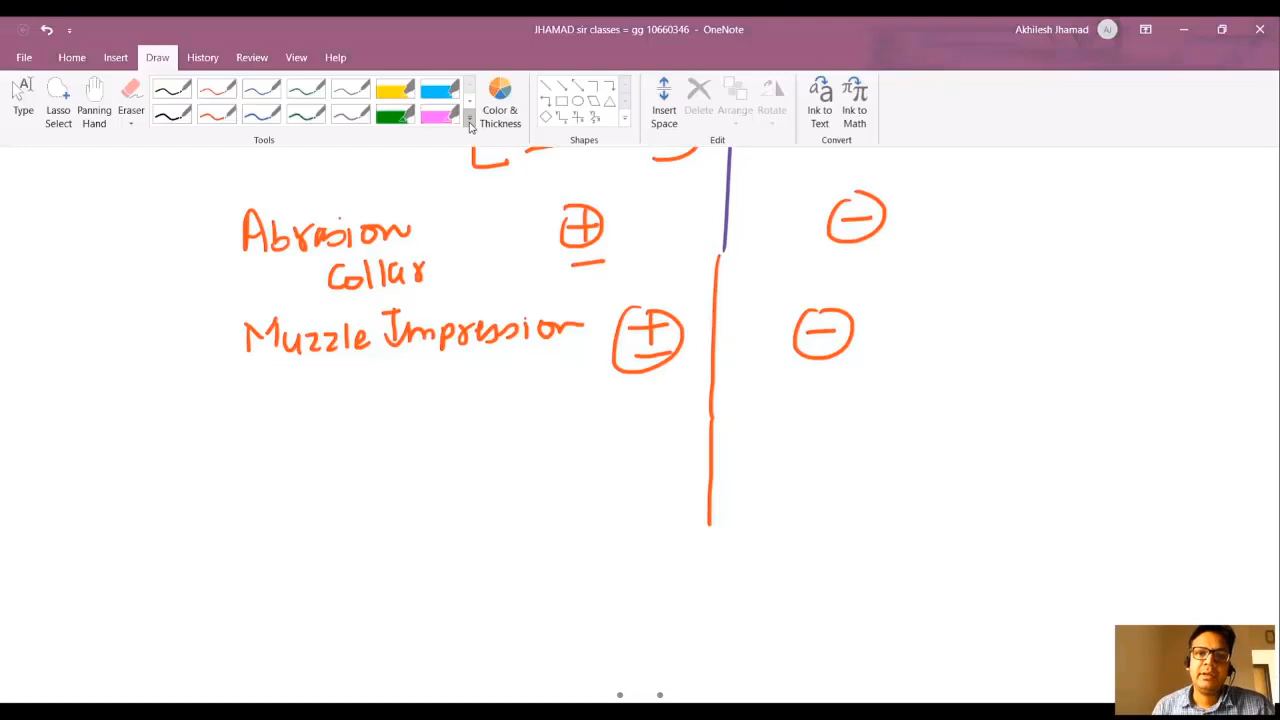 JHAMAD sir classes = gg 10660346 - OneNote
Akhilesh Jhamad
AJ
File Home Insert Draw History Review View Help
Type
Lasso Select
Panning Hand
Eraser
Color & Thickness
Insert Space
Delete
Arrange
Rotate
Ink to Text
Ink to Math
Tools
Shapes
Edit
Convert
Abrasion + −
Collar
Muzzle Impression + −